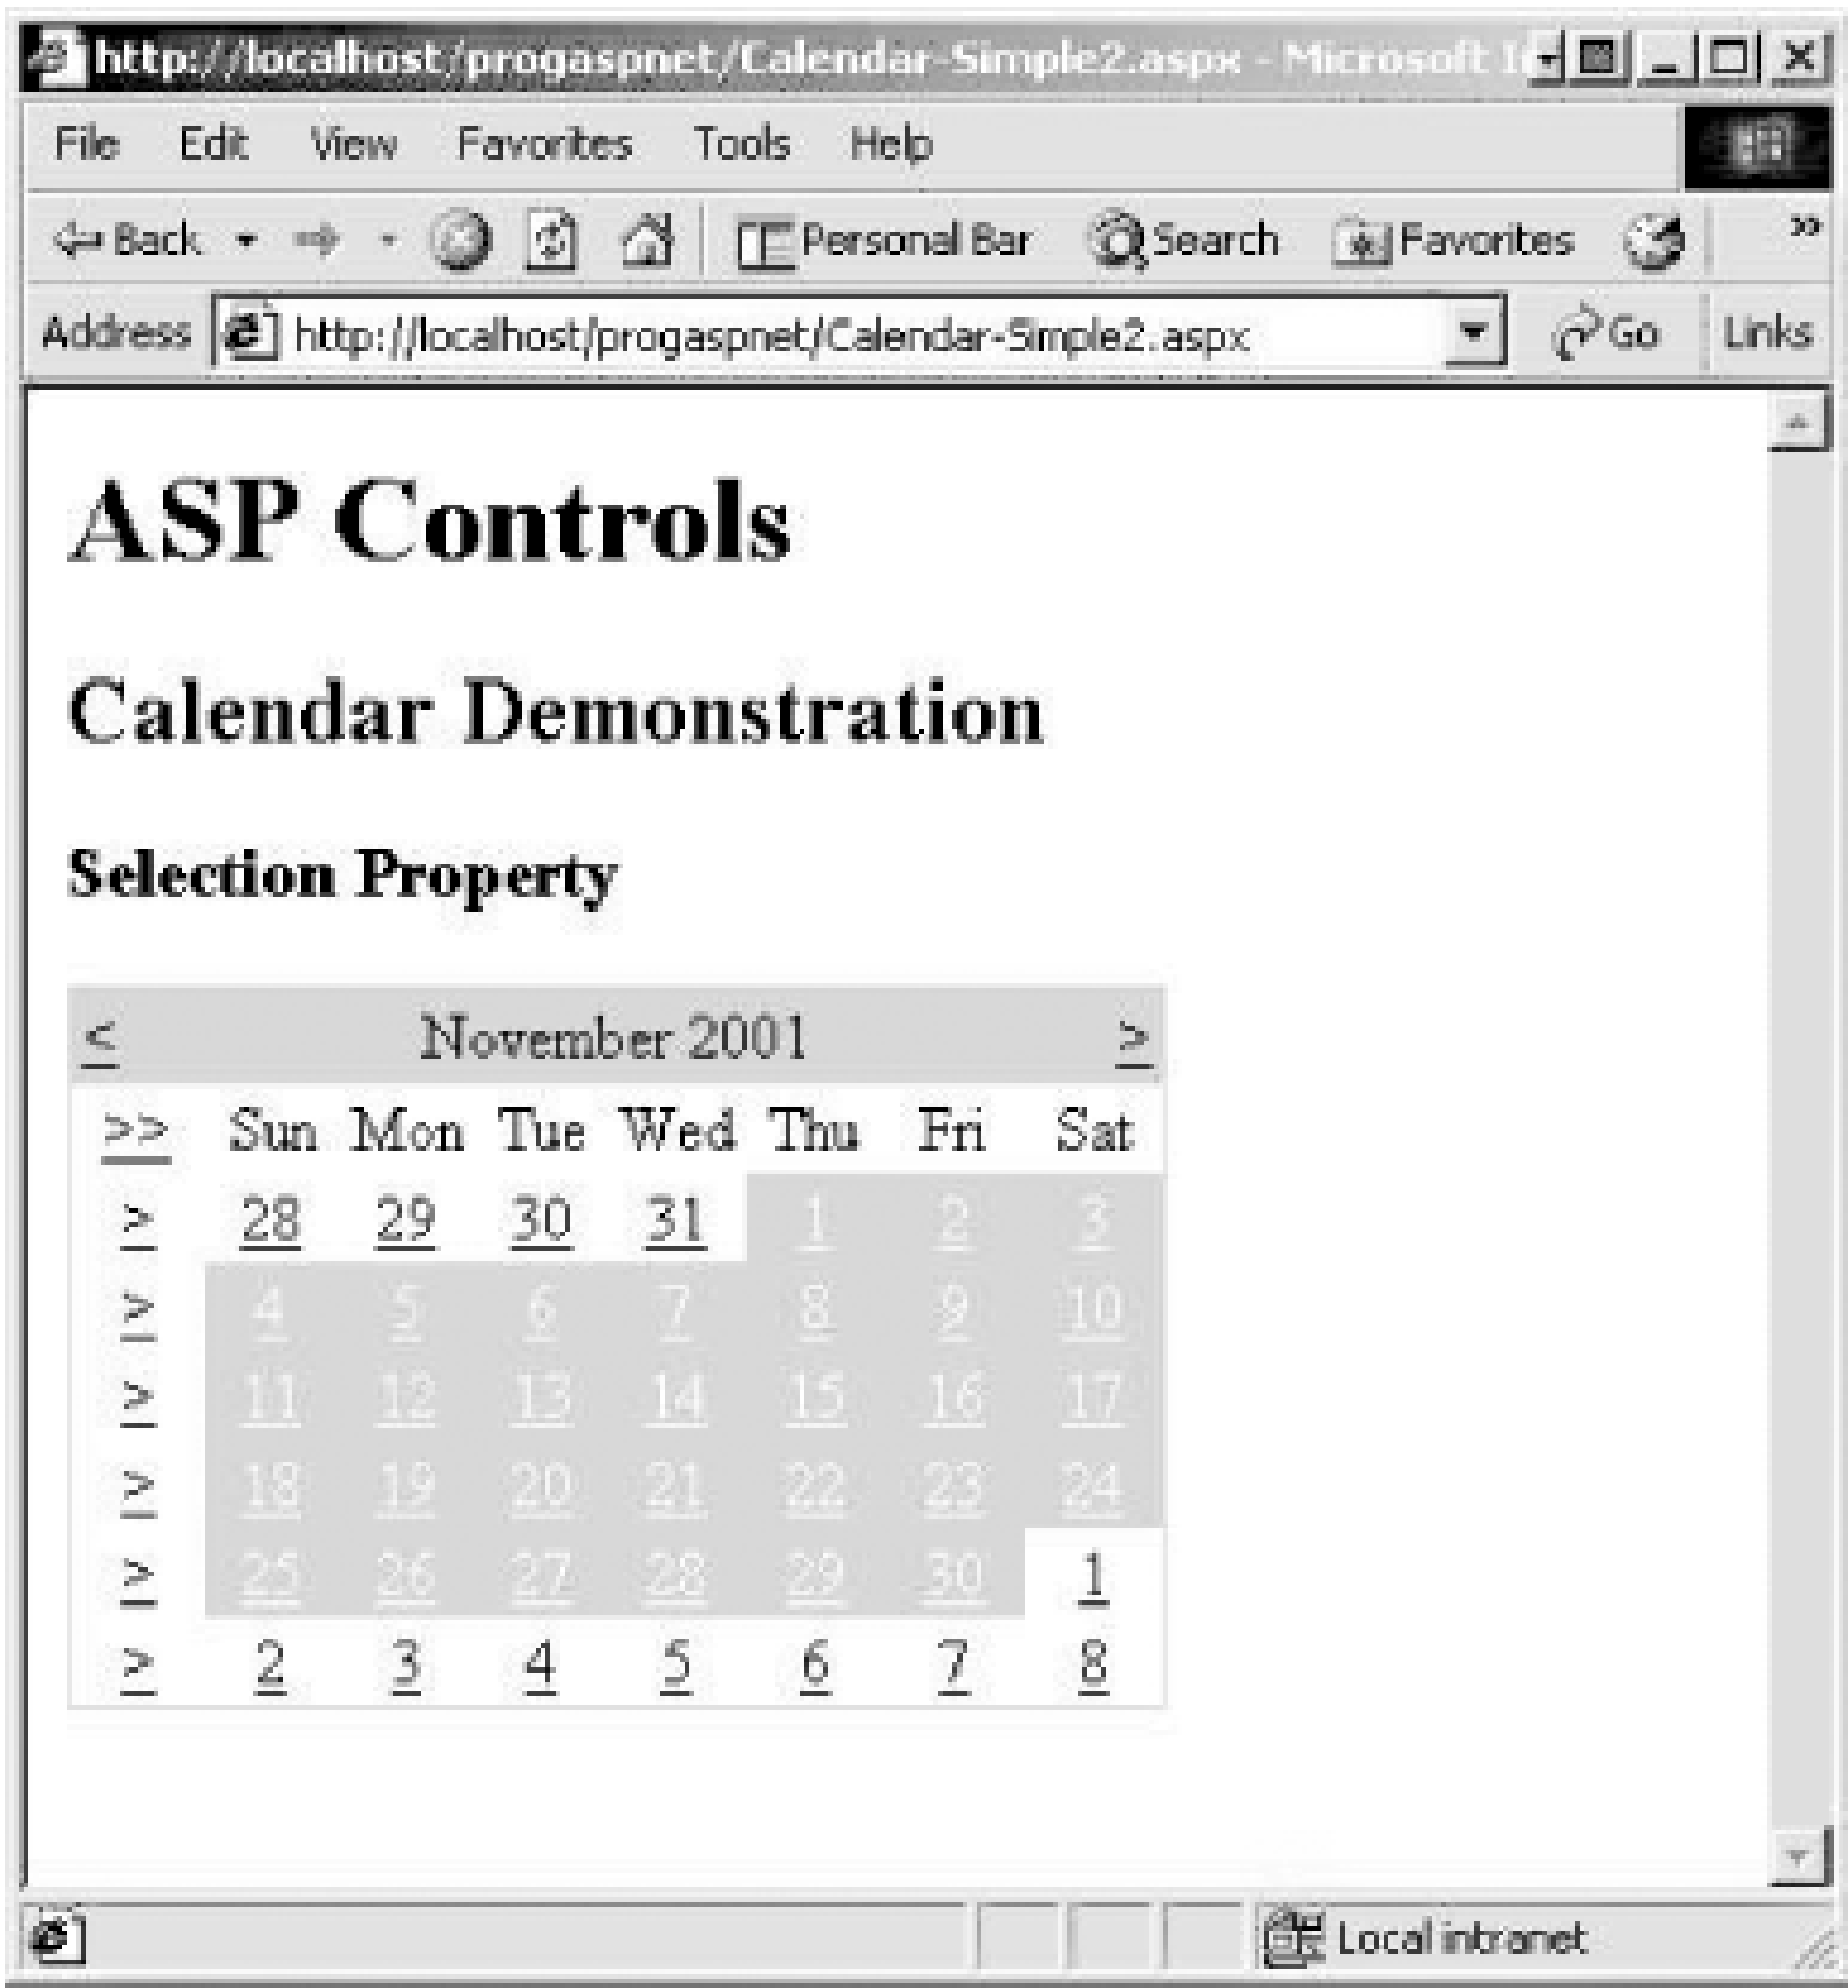 http://localhost/progaspnet/Calendar-Simple2.aspx - Microsoft I
File Edit View Favorites Tools Help
Back Personal Bar Search Favorites »
Address http://localhost/progaspnet/Calendar-Simple2.aspx Go Links
ASP Controls
Calendar Demonstration
Selection Property
< November 2001 >
>> Sun Mon Tue Wed Thu Fri Sat
> 28 29 30 31 1 2 3
> 4 5 6 7 8 9 10
> 11 12 13 14 15 16 17
> 18 19 20 21 22 23 24
> 25 26 27 28 29 30 1
> 2 3 4 5 6 7 8
Local intranet